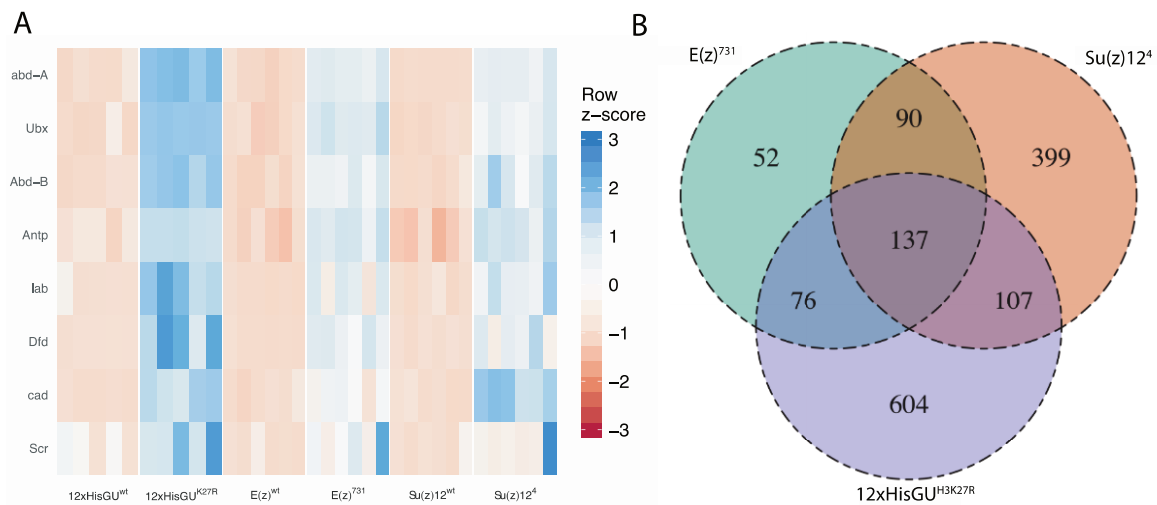 A
abd-A
Ubx
Abd-B
Antp
lab
Dfd
cad
Scr
12xHisGUwt
12xHisGUK27R
E(z)wt
E(z)731
Su(z)12wt
Su(z)124
Row
z-score
3
2
1
0
−1
−2
−3
B
E(z)731
Su(z)124
90
52
399
137
76
107
604
12xHisGUH3K27R